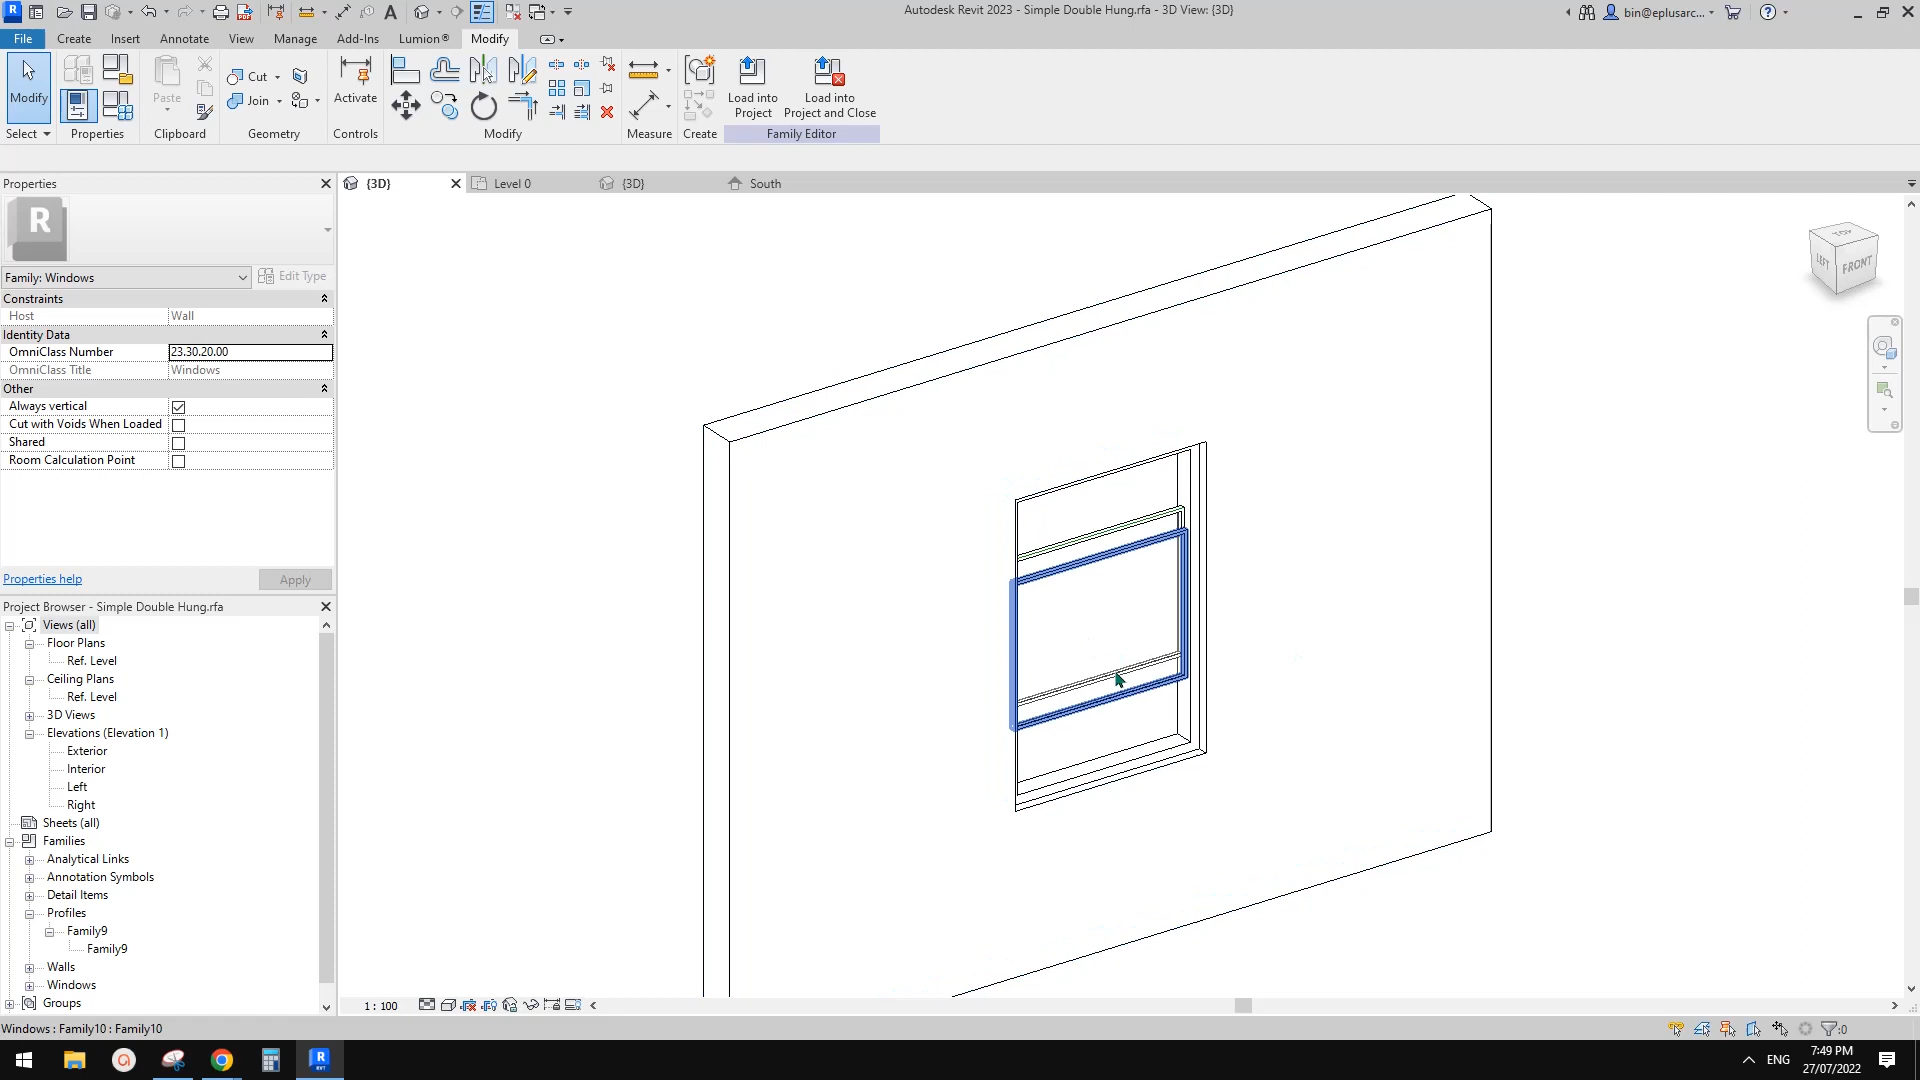 Autodesk Revit 2023 - Simple Double Hung.rfa - 3D View: {3D}
bin@eplusarc...
File Create Insert Annotate View Manage Add-Ins Lumion® Modify
Modify
Paste
Cut
Join
Activate
Load into Project
Load into Project and Close
Select Properties Clipboard Geometry Controls Modify Measure Create Family Editor
Properties
{3D} Level 0 {3D} South
R
Family: Windows Edit Type
Constraints
Host Wall
Identity Data
OmniClass Number 23.30.20.00
OmniClass Title Windows
Other
Always vertical
Cut with Voids When Loaded
Shared
Room Calculation Point
Properties help Apply
Project Browser - Simple Double Hung.rfa
Views (all)
Floor Plans
Ref. Level
Ceiling Plans
Ref. Level
3D Views
Elevations (Elevation 1)
Exterior
Interior
Left
Right
Sheets (all)
Families
Analytical Links
Annotation Symbols
Detail Items
Profiles
Family9
Family9
Walls
Windows
Groups
TOP
LEFT FRONT
1 : 100
Windows : Family10 : Family10
:0
ENG
7:49 PM
27/07/2022